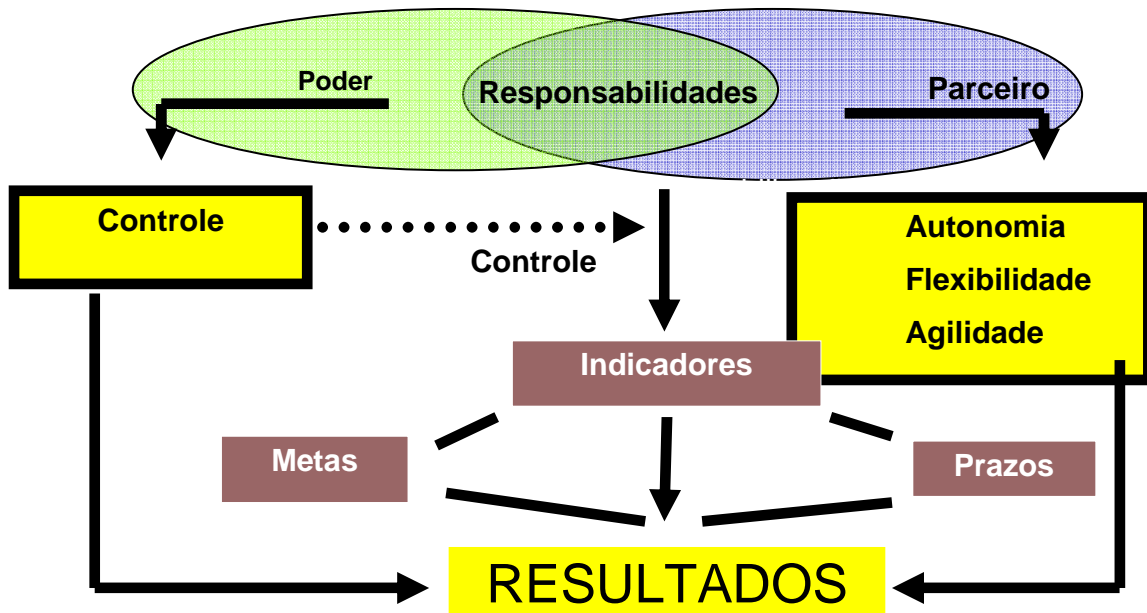 Poder
Responsabilidades
Parceiro
Controle
Controle
Autonomia
Flexibilidade
Agilidade
Indicadores
Metas
Prazos
RESULTADOS